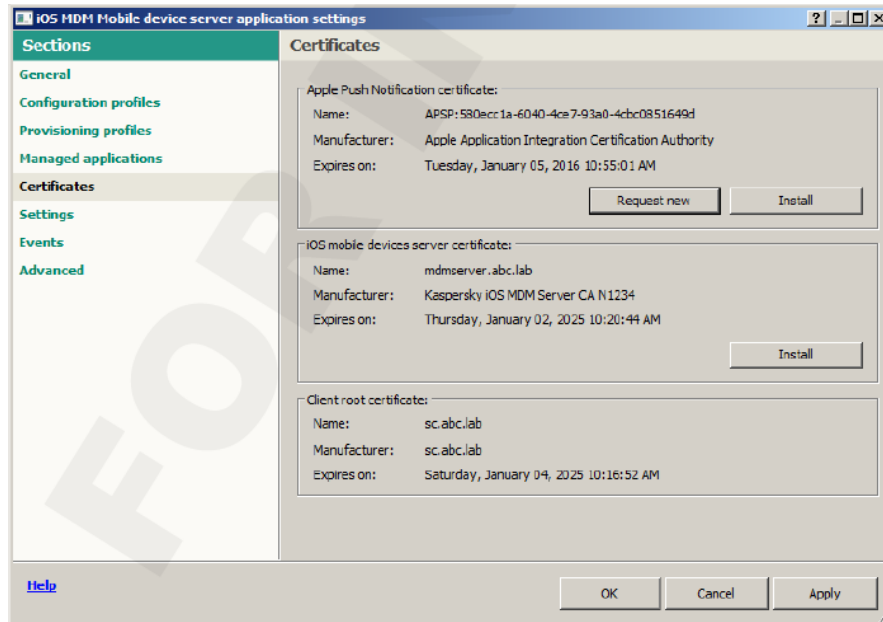 iOS MDM Mobile device server application settings
Sections
General
Configuration profiles
Provisioning profiles
Managed applications
Certificates
Settings
Events
Advanced
Help
Certificates
Apple Push Notification certificate:
Name: APSP:580ecc1a-6040-4ce7-93a0-4cbc0851649d
Manufacturer: Apple Application Integration Certification Authority
Expires on: Tuesday, January 05, 2016 10:55:01 AM
Request new Install
iOS mobile devices server certificate:
Name: mdmserver.abc.lab
Manufacturer: Kaspersky iOS MDM Server CA N1234
Expires on: Thursday, January 02, 2025 10:20:44 AM
Install
Client root certificate:
Name: sc.abc.lab
Manufacturer: sc.abc.lab
Expires on: Saturday, January 04, 2025 10:16:52 AM
OK Cancel Apply
FOR IN